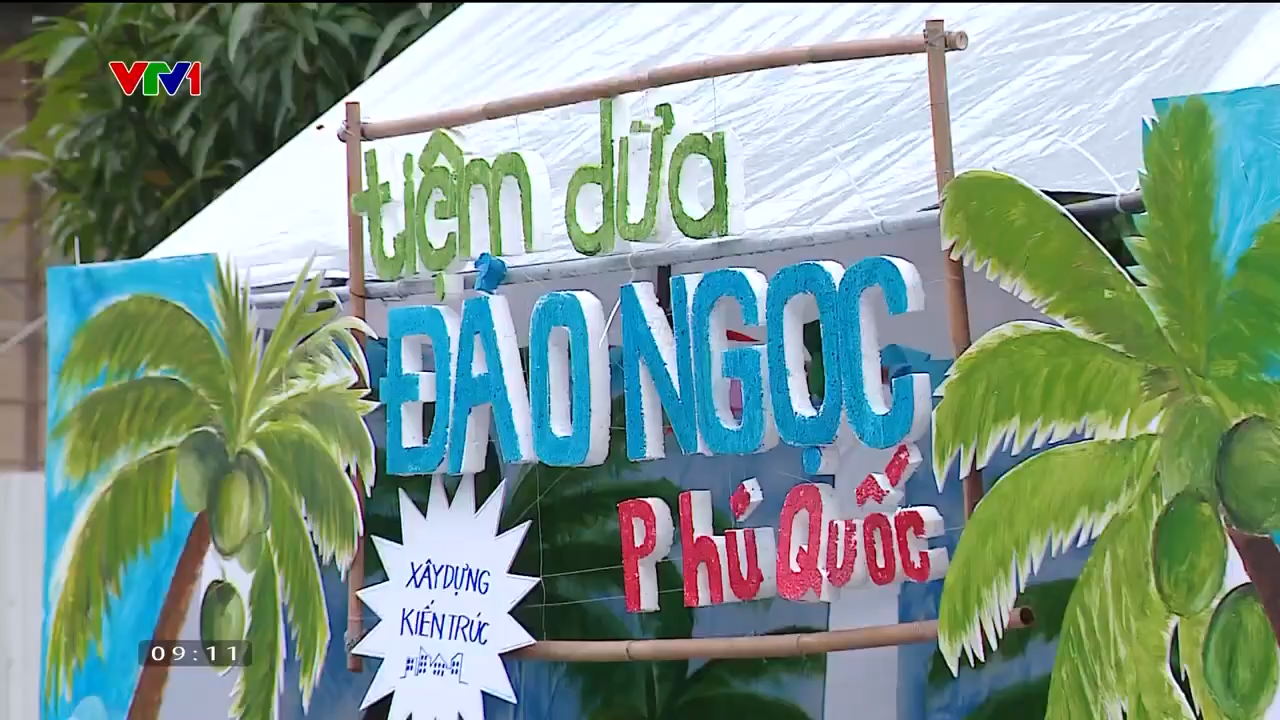 VTV1
tiệm dừa
ĐẢO NGỌC
PHÚ QUỐC
XÂY DỰNG
KIẾN TRÚC
09:11